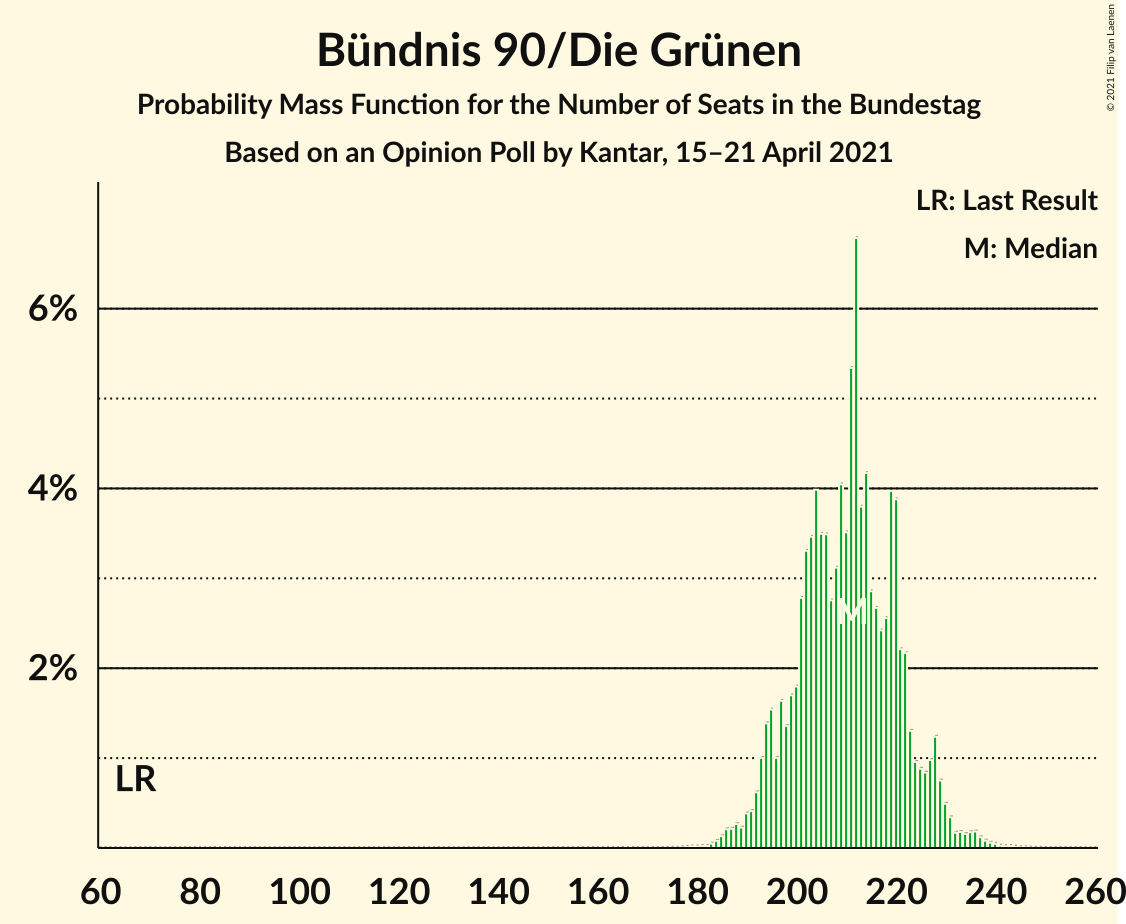 Bündnis 90/Die Grünen
Probability Mass Function for the Number of Seats in the Bundestag
Based on an Opinion Poll by Kantar, 15–21 April 2021
© 2021 Filip van Laenen
LR: Last Result
M: Median
6%
4%
2%
M
LR
60 80 100 120 140 160 180 200 220 240 260